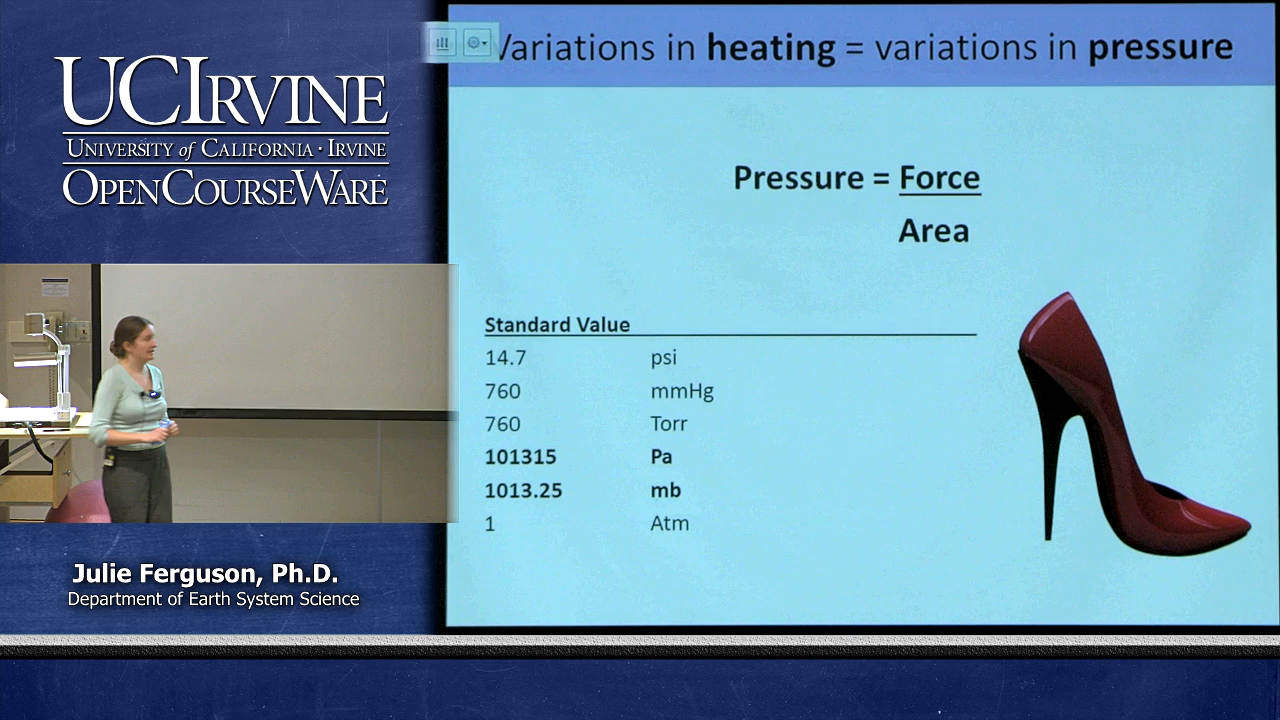 UCIRVINE
UNIVERSITY of CALIFORNIA · IRVINE
OPENCOURSEWARE
Variations in heating = variations in pressure
Pressure = Force
Area
Standard Value
14.7 psi
760 mmHg
760 Torr
101315 Pa
1013.25 mb
1 Atm
Julie Ferguson, Ph.D.
Department of Earth System Science